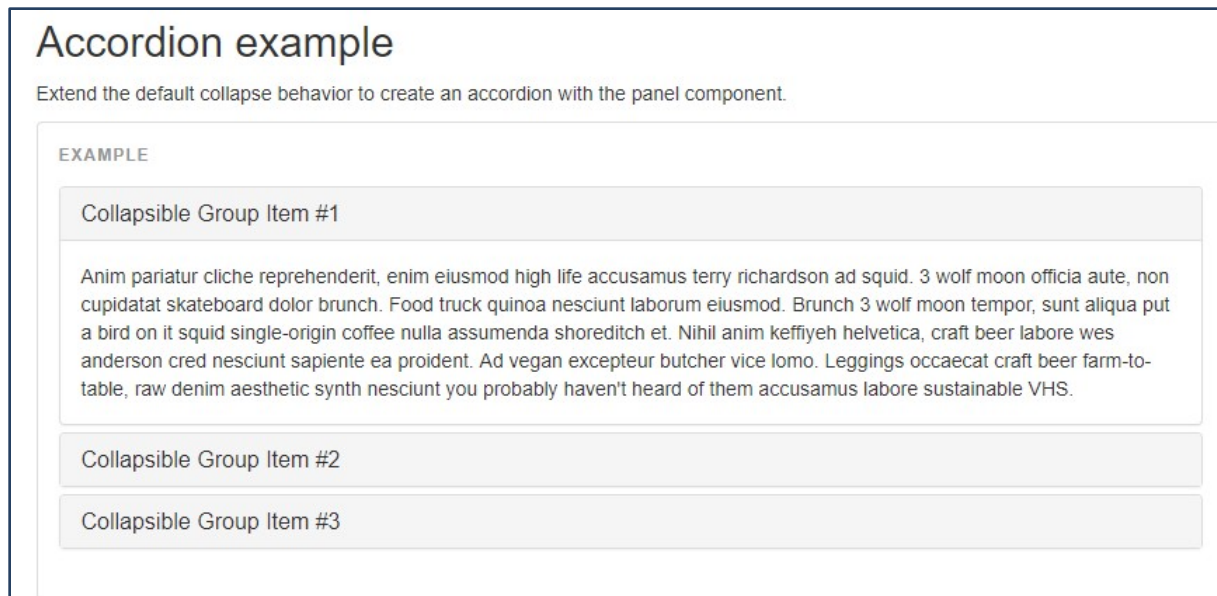 Accordion example
Extend the default collapse behavior to create an accordion with the panel component.
EXAMPLE
Collapsible Group Item #1
Anim pariatur cliche reprehenderit, enim eiusmod high life accusamus terry richardson ad squid. 3 wolf moon officia aute, non
cupidatat skateboard dolor brunch. Food truck quinoa nesciunt laborum eiusmod. Brunch 3 wolf moon tempor, sunt aliqua put
a bird on it squid single-origin coffee nulla assumenda shoreditch et. Nihil anim keffiyeh helvetica, craft beer labore wes
anderson cred nesciunt sapiente ea proident. Ad vegan excepteur butcher vice lomo. Leggings occaecat craft beer farm-to-
table, raw denim aesthetic synth nesciunt you probably haven't heard of them accusamus labore sustainable VHS.
Collapsible Group Item #2
Collapsible Group Item #3